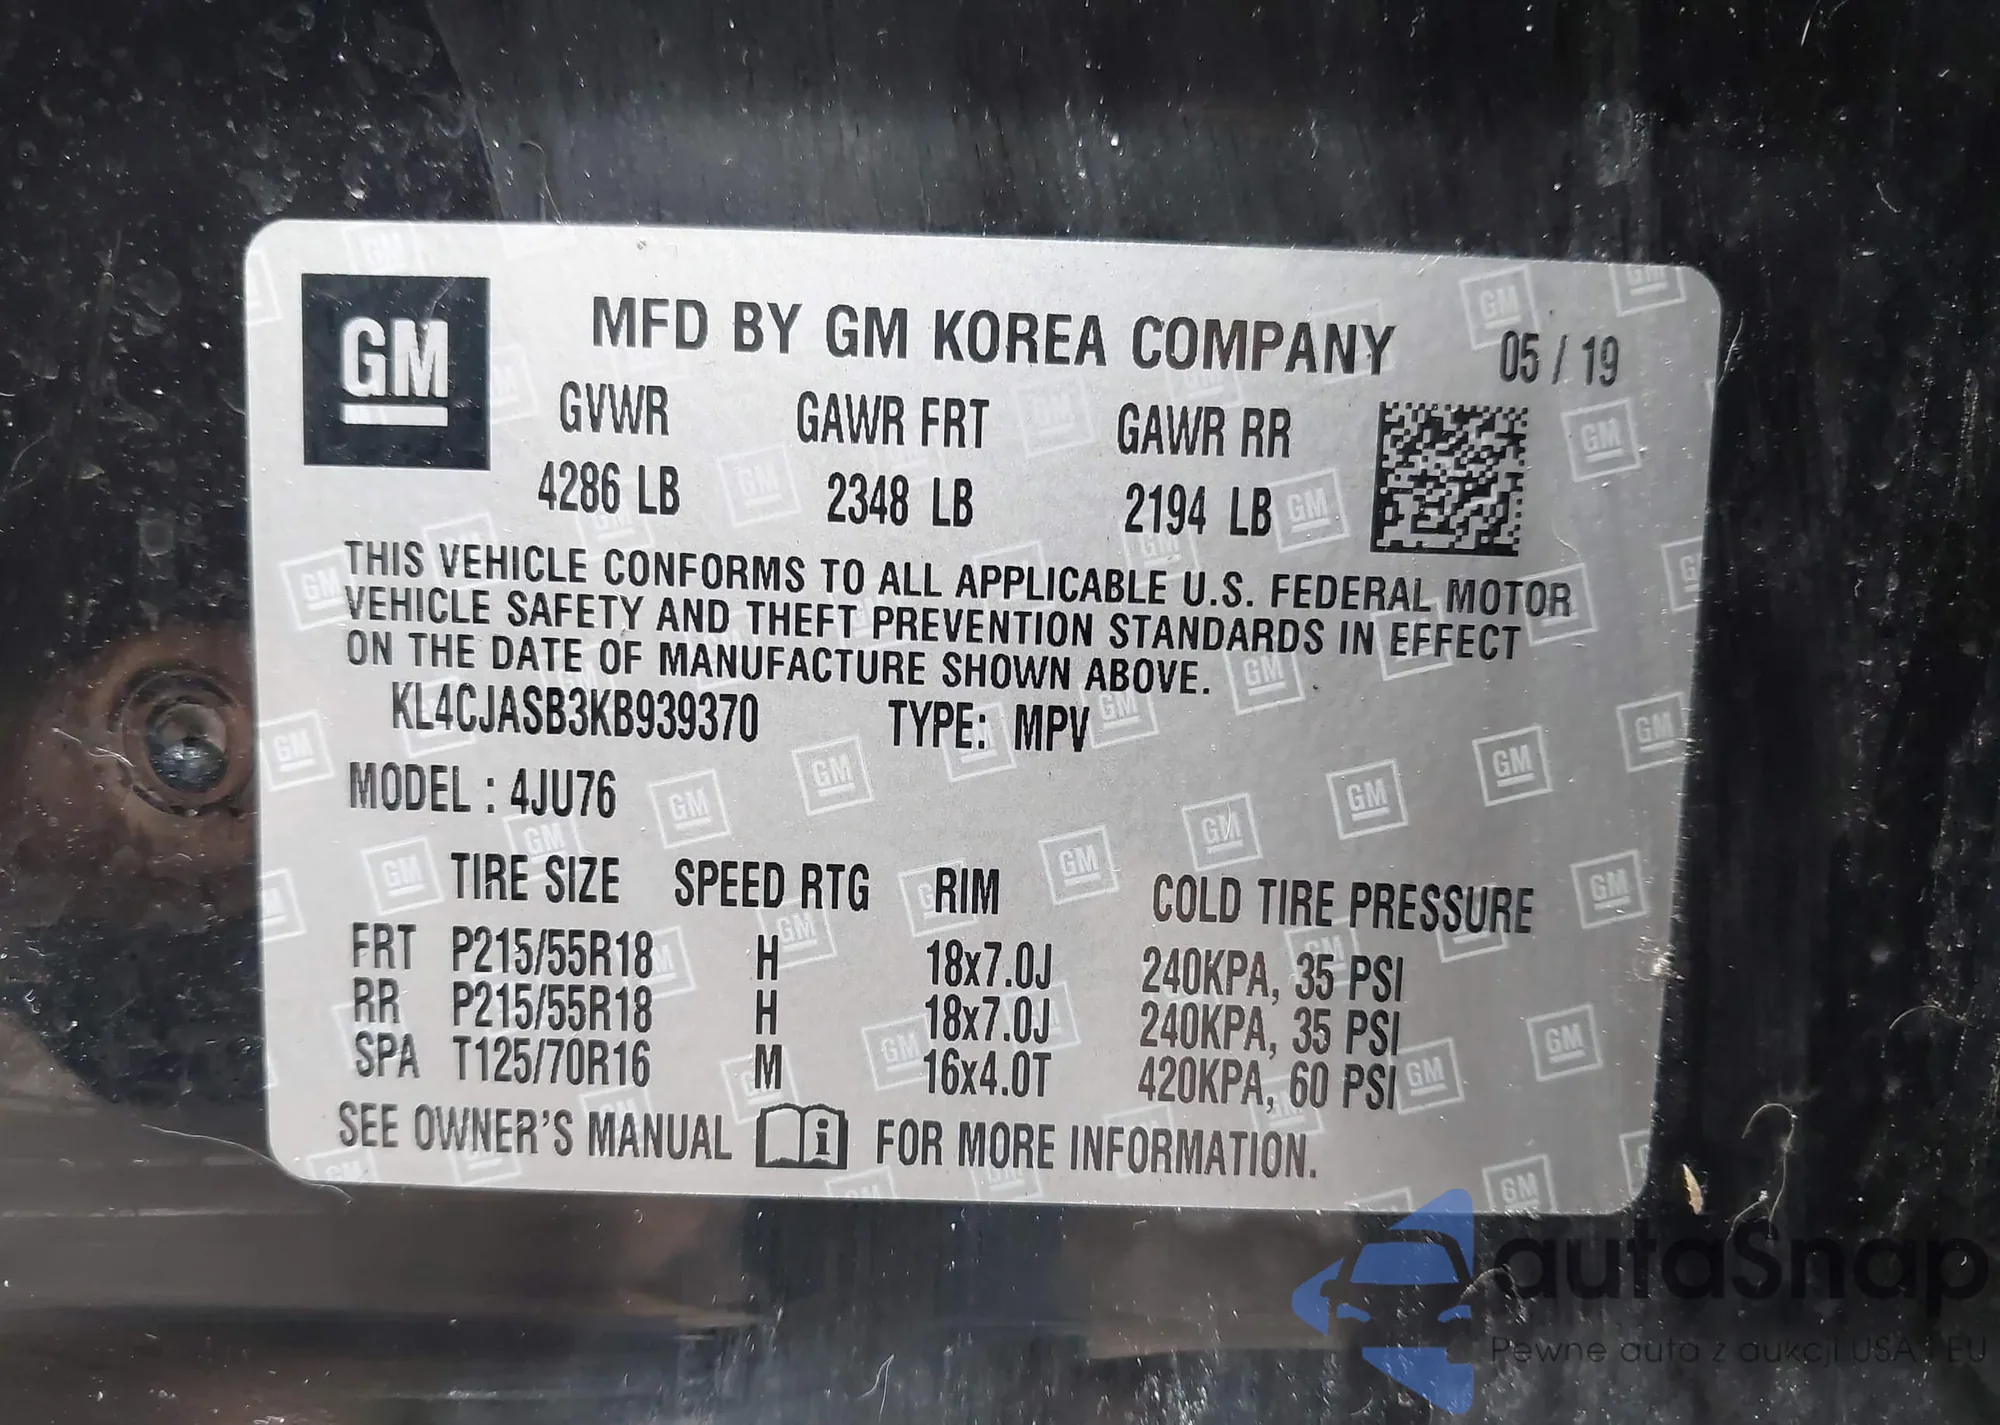 GM
MFD BY GM KOREA COMPANY 05 / 19
GVWR GAWR FRT GAWR RR
4286 LB 2348 LB 2194 LB
THIS VEHICLE CONFORMS TO ALL APPLICABLE U.S. FEDERAL MOTOR
VEHICLE SAFETY AND THEFT PREVENTION STANDARDS IN EFFECT
ON THE DATE OF MANUFACTURE SHOWN ABOVE.
KL4CJASB3KB939370 TYPE: MPV
MODEL : 4JU76
TIRE SIZE SPEED RTG RIM COLD TIRE PRESSURE
FRT P215/55R18 H 18x7.0J 240KPA, 35 PSI
RR P215/55R18 H 18x7.0J 240KPA, 35 PSI
SPA T125/70R16 M 16x4.0T 420KPA, 60 PSI
SEE OWNER'S MANUAL i FOR MORE INFORMATION.
autaSnap
Pewne auta z aukcji USA i EU